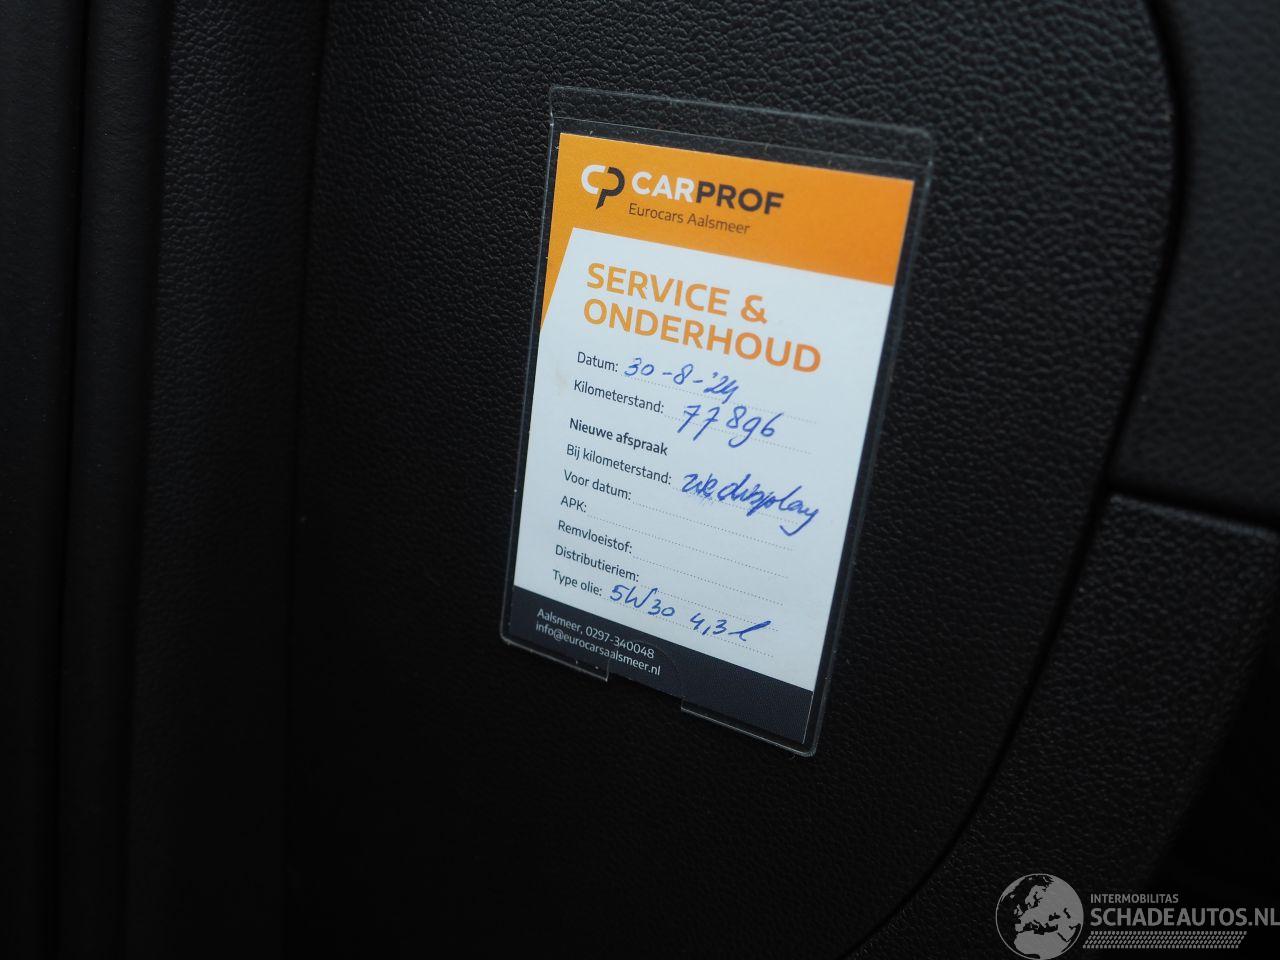 CP CARPROF
Eurocars Aalsmeer
SERVICE &
ONDERHOUD
Datum: 30-8-'24
Kilometerstand: 77896
Nieuwe afspraak
Bij kilometerstand: zie display
Voor datum:
APK:
Remvloeistof:
Distributieriem:
Type olie: 5W30 4,3 l
Aalsmeer, 0297-340048
info@eurocarsaalsmeer.nl
INTERMOBILITAS
SCHADEAUTOS.NL